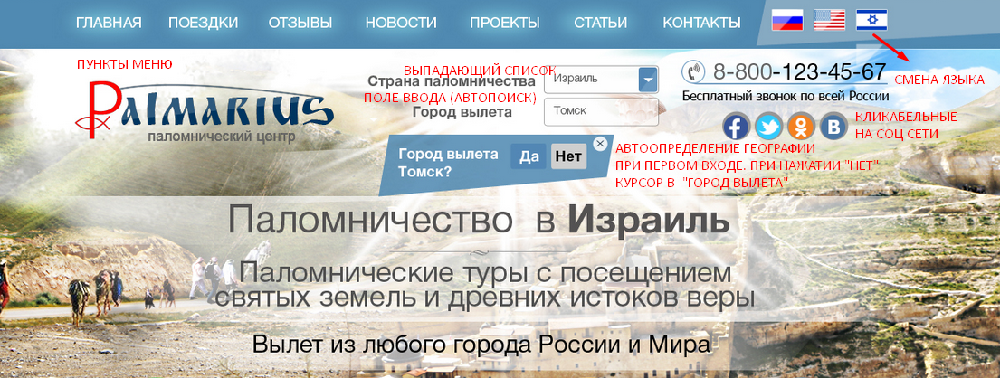 ГЛАВНАЯ ПОЕЗДКИ ОТЗЫВЫ НОВОСТИ ПРОЕКТЫ СТАТЬИ КОНТАКТЫ
ПУНКТЫ МЕНЮ
Palmarius
паломнический центр
ВЫПАДАЮЩИЙ СПИСОК
Страна паломничества Израиль
ПОЛЕ ВВОДА (АВТОПОИСК)
Город вылета Томск
8-800-123-45-67
СМЕНА ЯЗЫКА
Бесплатный звонок по всей России
КЛИКАБЕЛЬНЫЕ
НА СОЦ СЕТИ
Город вылета
Томск?
Да Нет
АВТООПРЕДЕЛЕНИЕ ГЕОГРАФИИ
ПРИ ПЕРВОМ ВХОДЕ. ПРИ НАЖАТИИ "НЕТ"
КУРСОР В "ГОРОД ВЫЛЕТА"
Паломничество в Израиль
Паломнические туры с посещением
святых земель и древних истоков веры
Вылет из любого города России и Мира